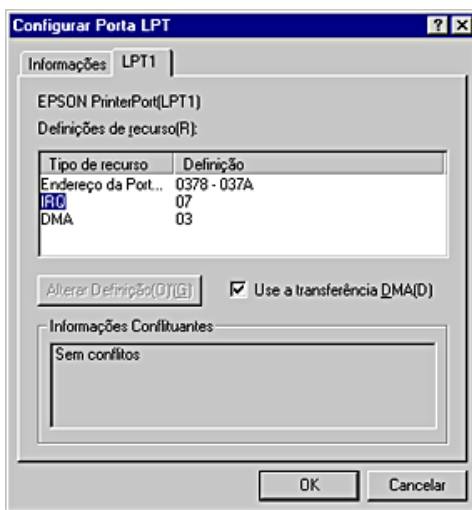 Configurar Porta LPT
Informações LPT1
EPSON PrinterPort(LPT1)
Definições de recurso(R):
Tipo de recurso Definição
Endereço da Port... 0378 - 037A
IRQ 07
DMA 03
Alterar Definição(O)'(G) Use a transferência DMA(D)
Informações Conflituantes
Sem conflitos
OK Cancelar